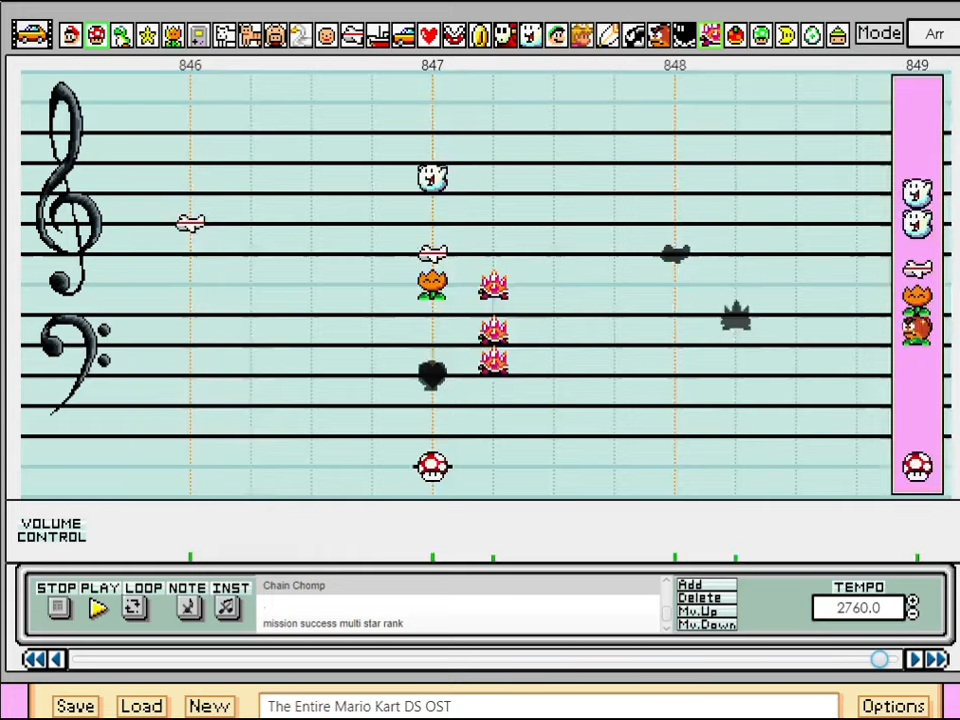 Mode Arr
846 847 848 849
VOLUME
CONTROL
STOP PLAY LOOP NOTE INST
Chain Chomp
.
mission success multi star rank
Add
Delete
Mv.Up
Mv.Down
TEMPO
2760.0
Save Load New The Entire Mario Kart DS OST Options